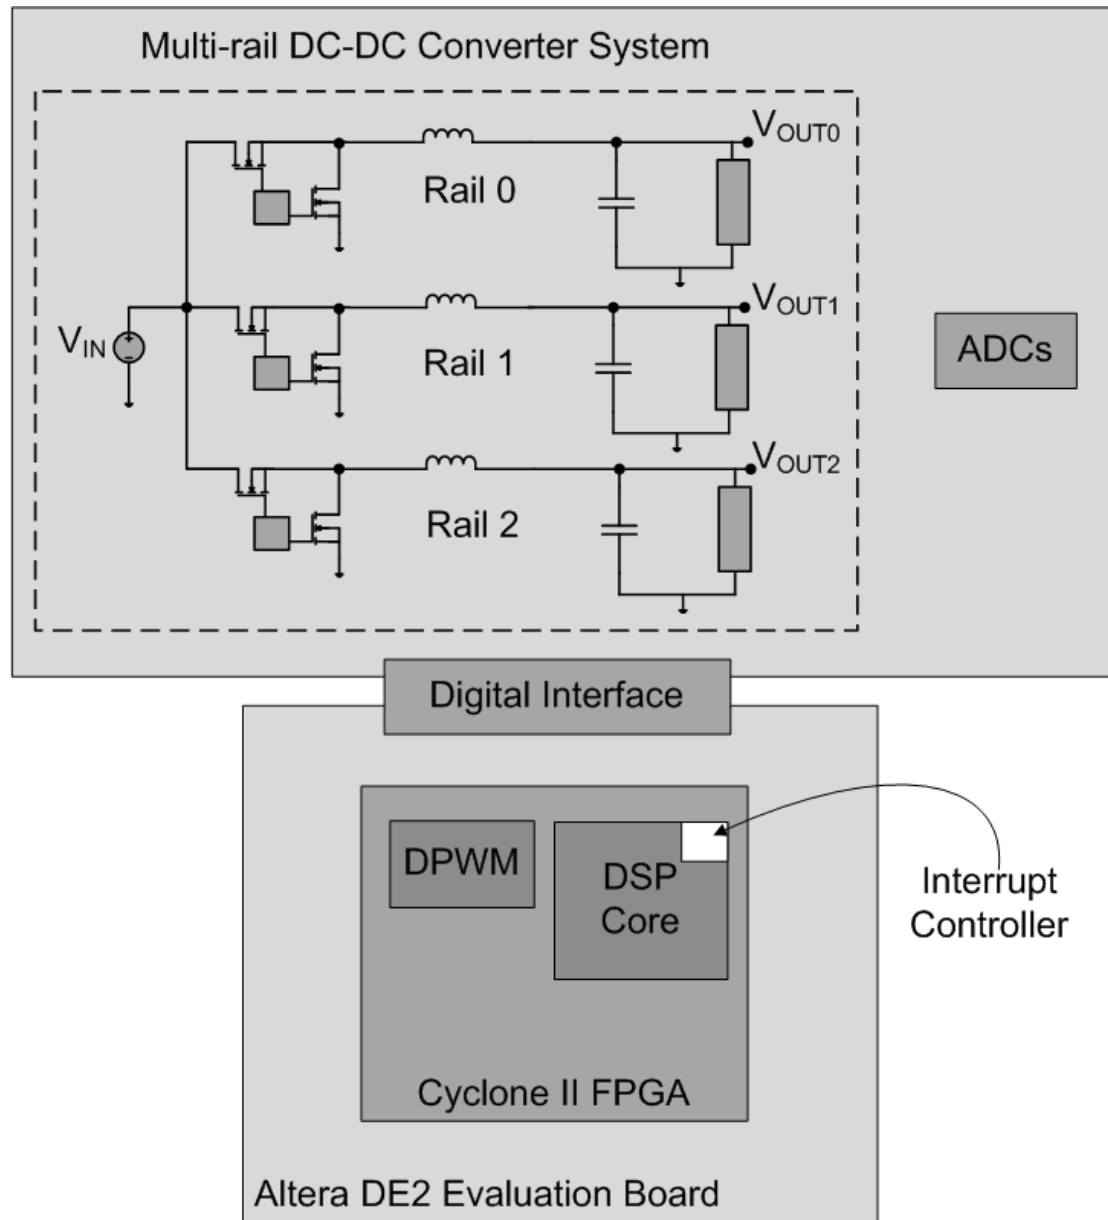 Multi-rail DC-DC Converter System
VOUT0
Rail 0
VIN
VOUT1
Rail 1
ADCs
VOUT2
Rail 2
Digital Interface
DPWM
DSP
Core
Interrupt
Controller
Cyclone II FPGA
Altera DE2 Evaluation Board